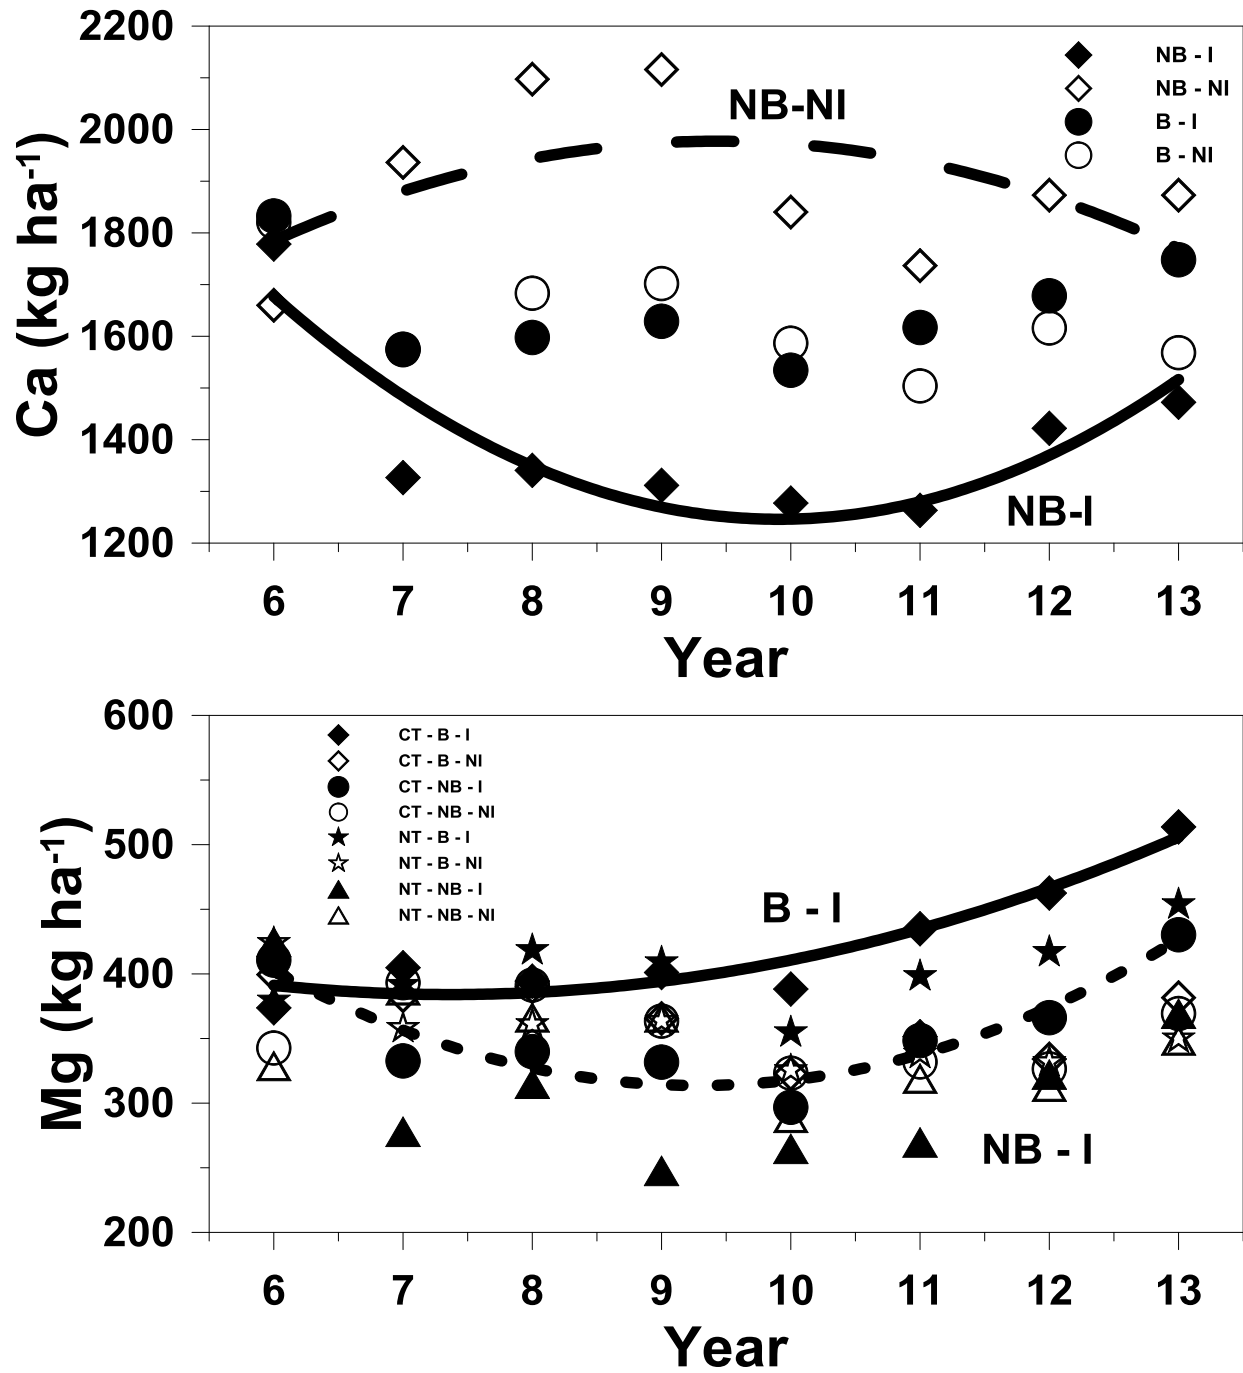 2200
2000
1800
1600
1400
1200
Ca (kg ha⁻¹)
NB - I
NB - NI
B - I
B - NI
NB-NI
NB-I
6 7 8 9 10 11 12 13
Year
600
500
400
300
200
Mg (kg ha⁻¹)
CT - B - I
CT - B - NI
CT - NB - I
CT - NB - NI
NT - B - I
NT - B - NI
NT - NB - I
NT - NB - NI
B - I
NB - I
6 7 8 9 10 11 12 13
Year